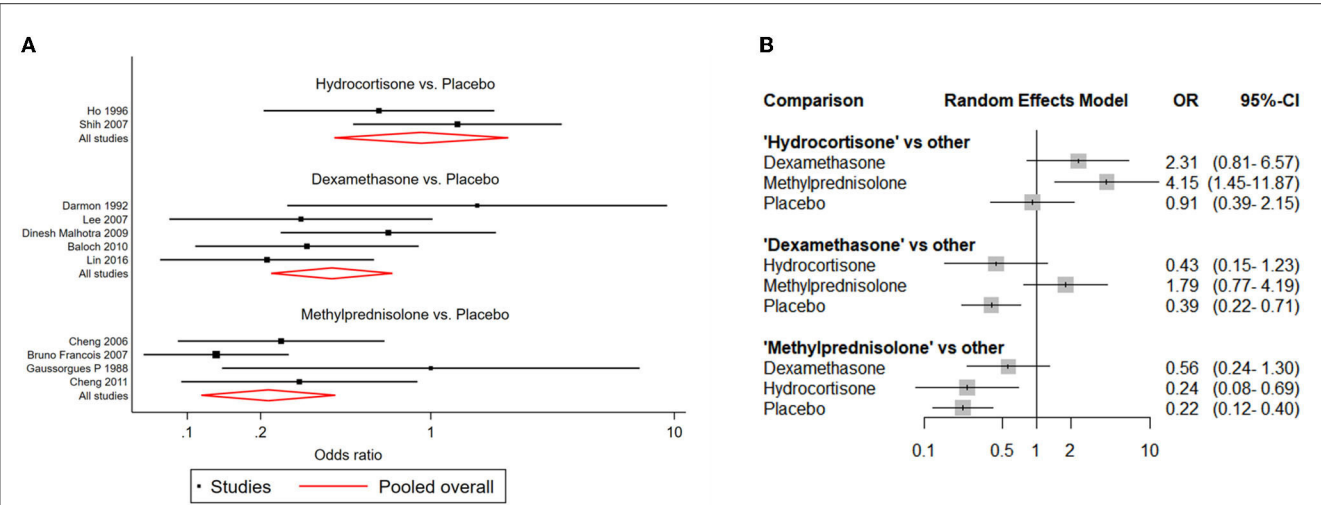 A
Hydrocortisone vs. Placebo
Ho 1996
Shih 2007
All studies
Dexamethasone vs. Placebo
Darmon 1992
Lee 2007
Dinesh Malhotra 2009
Baloch 2010
Lin 2016
All studies
Methylprednisolone vs. Placebo
Cheng 2006
Bruno Francois 2007
Gaussorgues P 1988
Cheng 2011
All studies
.1 .2 1 10
Odds ratio
Studies Pooled overall
B
Comparison Random Effects Model OR 95%-CI
'Hydrocortisone' vs other
Dexamethasone 2.31 (0.81- 6.57)
Methylprednisolone 4.15 (1.45-11.87)
Placebo 0.91 (0.39- 2.15)
'Dexamethasone' vs other
Hydrocortisone 0.43 (0.15- 1.23)
Methylprednisolone 1.79 (0.77- 4.19)
Placebo 0.39 (0.22- 0.71)
'Methylprednisolone' vs other
Dexamethasone 0.56 (0.24- 1.30)
Hydrocortisone 0.24 (0.08- 0.69)
Placebo 0.22 (0.12- 0.40)
0.1 0.5 1 2 10